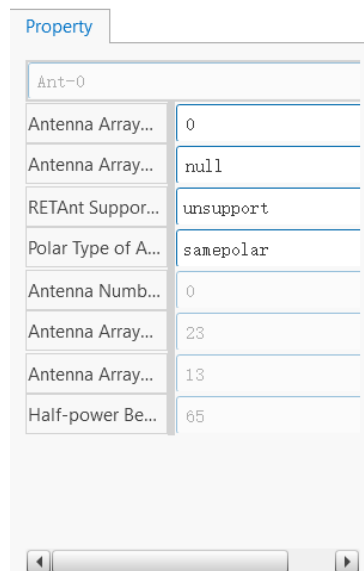 Property
Ant-0
Antenna Array... 0
Antenna Array... null
RETAnt Suppor... unsupport
Polar Type of A... samepolar
Antenna Numb... 0
Antenna Array... 23
Antenna Array... 13
Half-power Be... 65